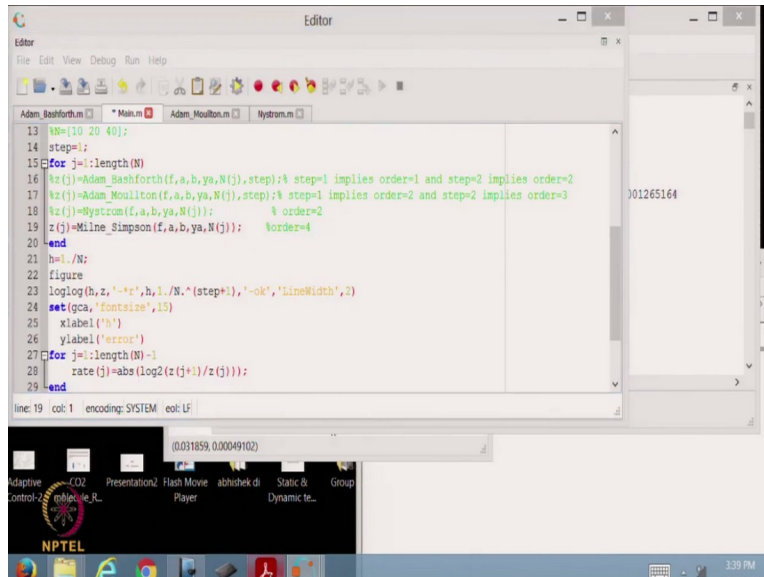 Editor
Editor
File Edit View Debug Run Help
Adam_Bashforth.m
* Main.m
Adam_Moulton.m
Nystrom.m
13 %N=[10 20 40];
14 step=1;
15 for j=1:length(N)
16 %z(j)=Adam_Bashforth(f,a,b,ya,N(j),step);% step=1 implies order=1 and step=2 implies order=2
17 %z(j)=Adam_Moullton(f,a,b,ya,N(j),step);% step=1 implies order=2 and step=2 implies order=3
18 %z(j)=Nystrom(f,a,b,ya,N(j)); % order=2
19 z(j)=Milne_Simpson(f,a,b,ya,N(j)); %order=4
20 end
21 h=1./N;
22 figure
23 loglog(h,z,'-*r',h,1./N.^(step+1),'-ok','LineWidth',2)
24 set(gca,'fontsize',15)
25 xlabel('h')
26 ylabel('error')
27 for j=1:length(N)-1
28 rate(j)=abs(log2(z(j+1)/z(j)));
29 end
001265164
line: 19 col: 1 encoding: SYSTEM eol: LF
(0.031859, 0.00049102)
Adaptive Control-2
CO2 molecule_R...
Presentation2
Flash Movie Player
abhishek di
Static & Dynamic te...
Group
NPTEL
3:39 PM